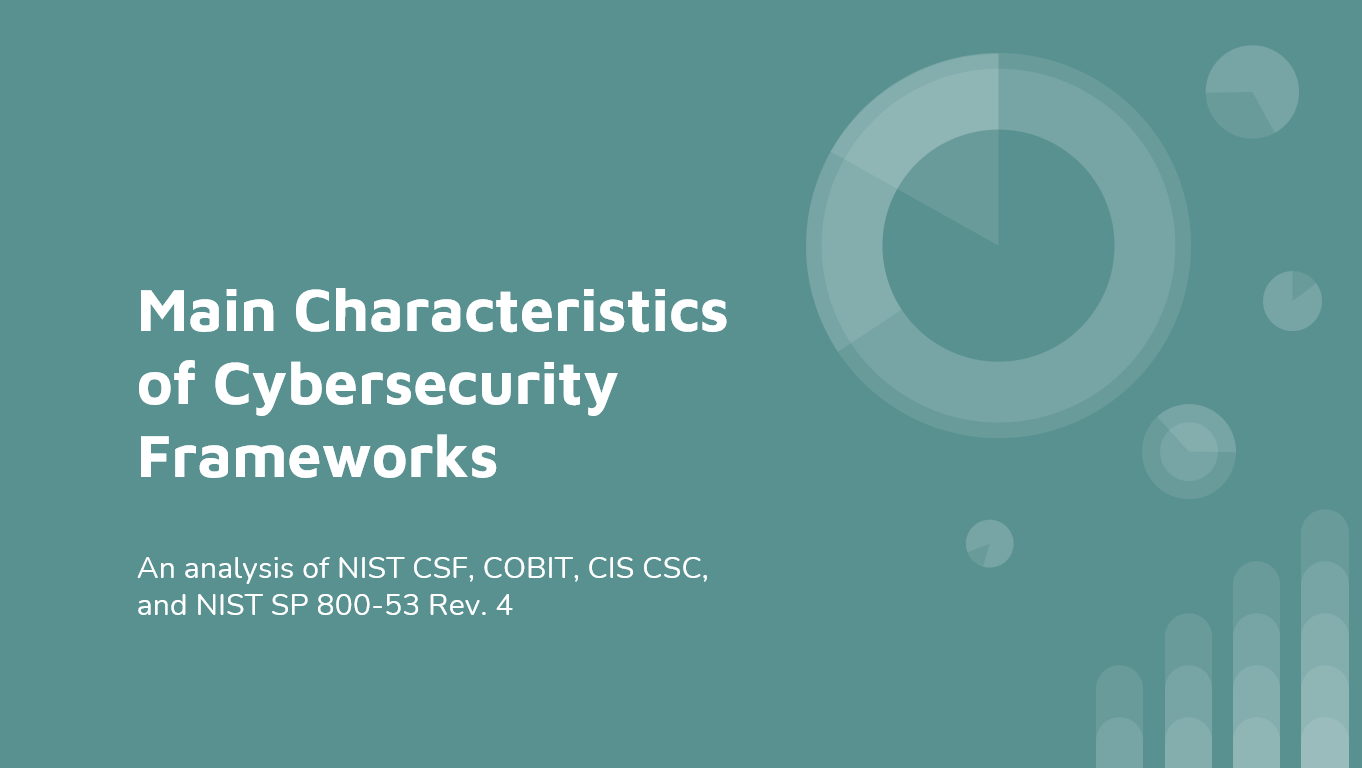 Main Characteristics
of Cybersecurity
Frameworks
An analysis of NIST CSF, COBIT, CIS CSC,
and NIST SP 800-53 Rev. 4